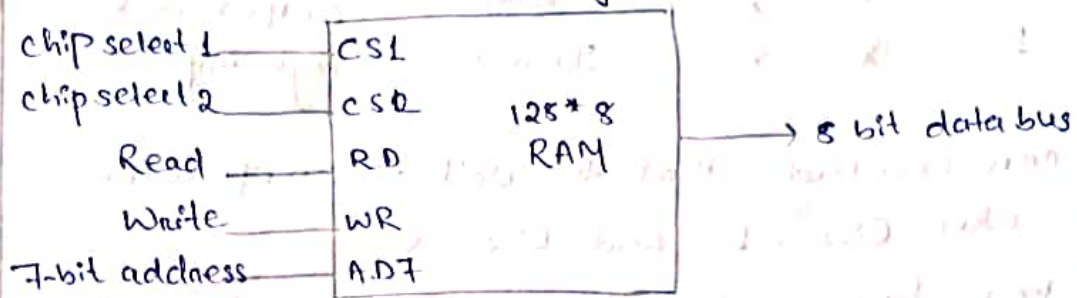 chip select 1 CS1
chip select 2 CS2 128 * 8
Read RD RAM 8 bit data bus
Write WR
7-bit address AD7